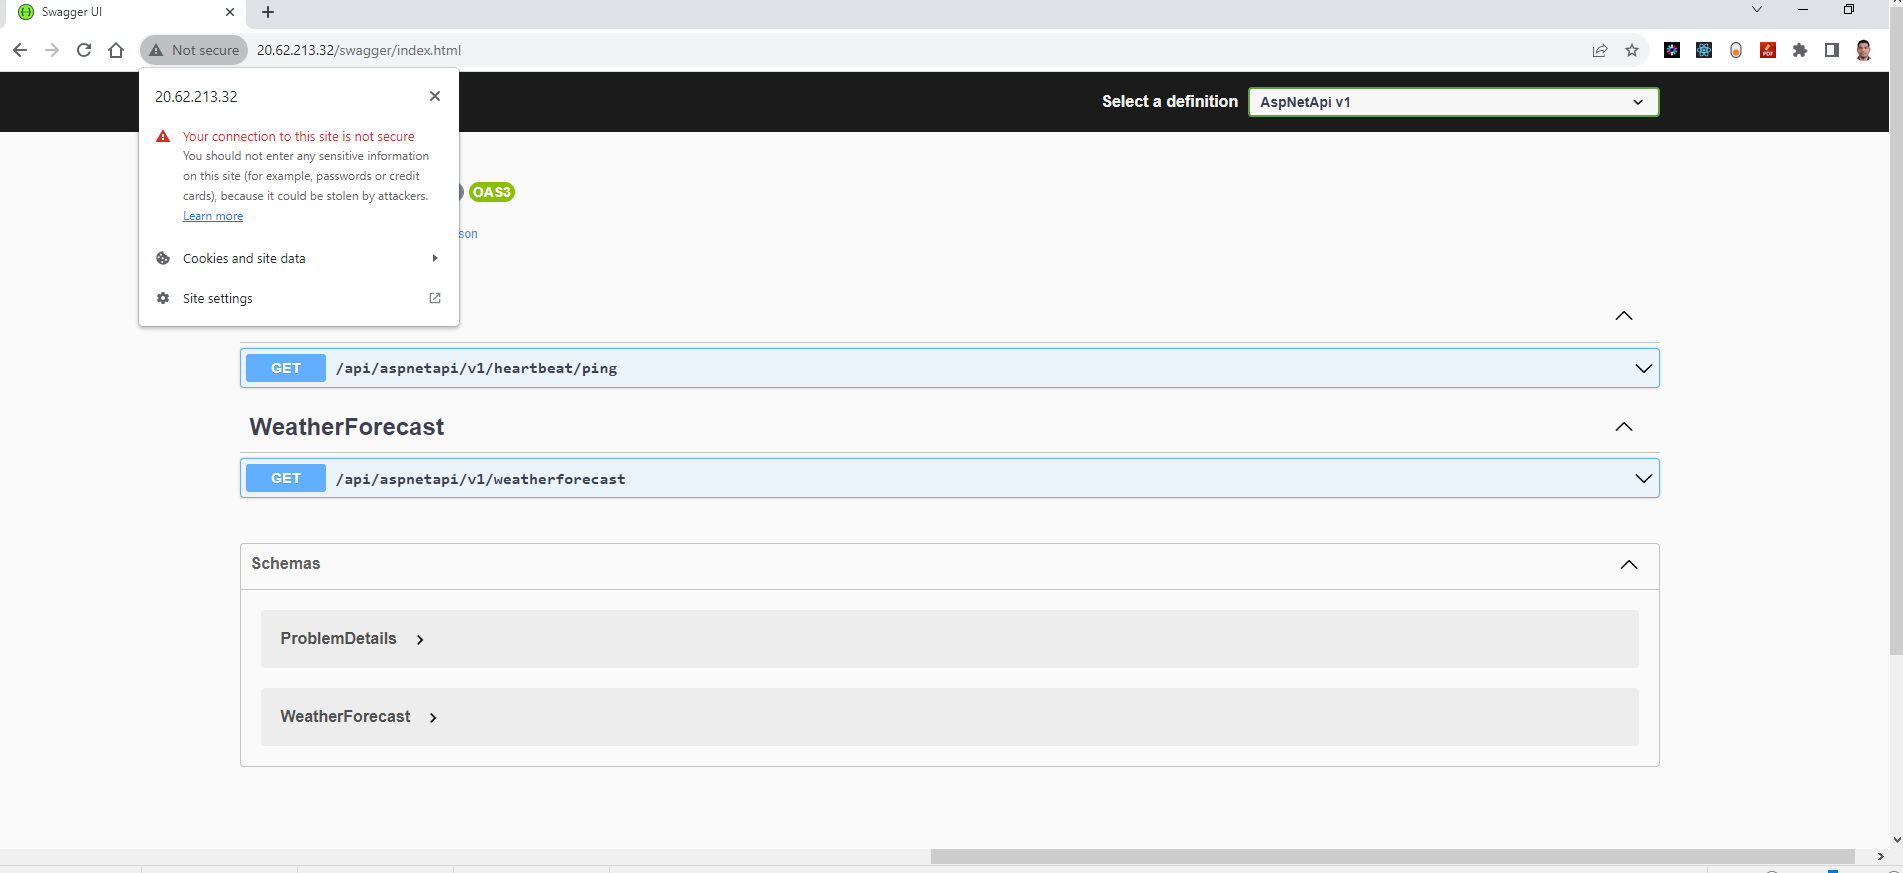 Swagger UI
Not secure
20.62.213.32/swagger/index.html
20.62.213.32
Your connection to this site is not secure
You should not enter any sensitive information
on this site (for example, passwords or credit
cards), because it could be stolen by attackers.
Learn more
Cookies and site data
Site settings
Select a definition
AspNetApi v1
OAS3
son
GET /api/aspnetapi/v1/heartbeat/ping
WeatherForecast
GET /api/aspnetapi/v1/weatherforecast
Schemas
ProblemDetails
WeatherForecast